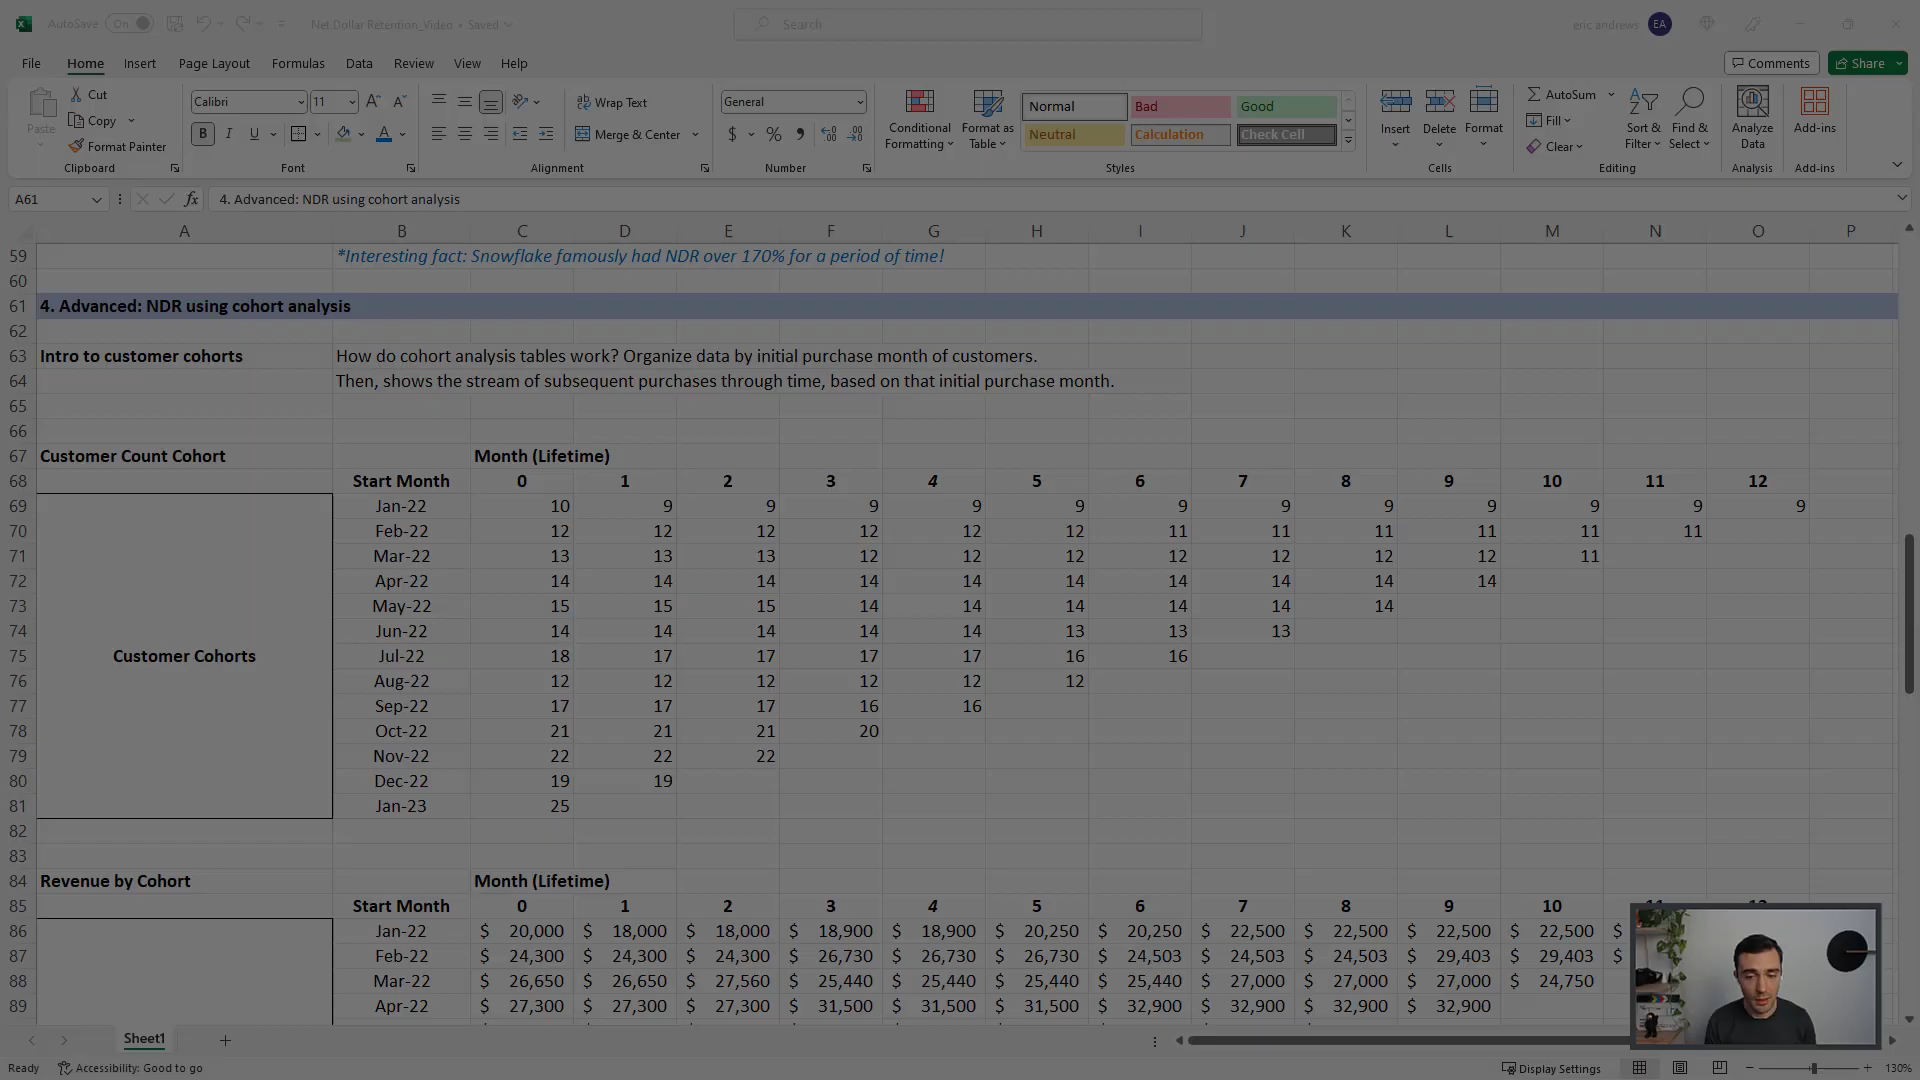 AutoSave On Net Dollar Retention_Video • Saved Search eric andrews EA
File Home Insert Page Layout Formulas Data Review View Help Comments Share
Paste Cut Copy Format Painter Clipboard
Calibri 11 B I U A Font
Wrap Text Merge & Center Alignment
General $ % , Number
Conditional Formatting Format as Table Normal Bad Good Neutral Calculation Check Cell Styles
Insert Delete Format Cells
AutoSum Fill Clear Sort & Filter Find & Select Editing
Analyze Data Analysis
Add-ins Add-ins
A61 fx 4. Advanced: NDR using cohort analysis
A B C D E F G H I J K L M N O P
59 *Interesting fact: Snowflake famously had NDR over 170% for a period of time!
60
61 4. Advanced: NDR using cohort analysis
62
63 Intro to customer cohorts How do cohort analysis tables work? Organize data by initial purchase month of customers.
64 Then, shows the stream of subsequent purchases through time, based on that initial purchase month.
65
66
67 Customer Count Cohort Month (Lifetime)
68 Start Month 0 1 2 3 4 5 6 7 8 9 10 11 12
69 Jan-22 10 9 9 9 9 9 9 9 9 9 9 9 9
70 Feb-22 12 12 12 12 12 12 11 11 11 11 11 11
71 Mar-22 13 13 13 12 12 12 12 12 12 12 11
72 Apr-22 14 14 14 14 14 14 14 14 14 14
73 May-22 15 15 15 14 14 14 14 14 14
74 Jun-22 14 14 14 14 14 13 13 13
75 Customer Cohorts Jul-22 18 17 17 17 17 16 16
76 Aug-22 12 12 12 12 12 12
77 Sep-22 17 17 17 16 16
78 Oct-22 21 21 21 20
79 Nov-22 22 22 22
80 Dec-22 19 19
81 Jan-23 25
82
83
84 Revenue by Cohort Month (Lifetime)
85 Start Month 0 1 2 3 4 5 6 7 8 9 10
86 Jan-22 $ 20,000 $ 18,000 $ 18,000 $ 18,900 $ 18,900 $ 20,250 $ 20,250 $ 22,500 $ 22,500 $ 22,500 $ 22,500 $
87 Feb-22 $ 24,300 $ 24,300 $ 24,300 $ 26,730 $ 26,730 $ 26,730 $ 24,503 $ 24,503 $ 24,503 $ 29,403 $ 29,403 $
88 Mar-22 $ 26,650 $ 26,650 $ 27,560 $ 25,440 $ 25,440 $ 25,440 $ 25,440 $ 27,000 $ 27,000 $ 27,000 $ 24,750
89 Apr-22 $ 27,300 $ 27,300 $ 27,300 $ 31,500 $ 31,500 $ 31,500 $ 32,900 $ 32,900 $ 32,900 $ 32,900
Sheet1
Ready Accessibility: Good to go Display Settings 130%